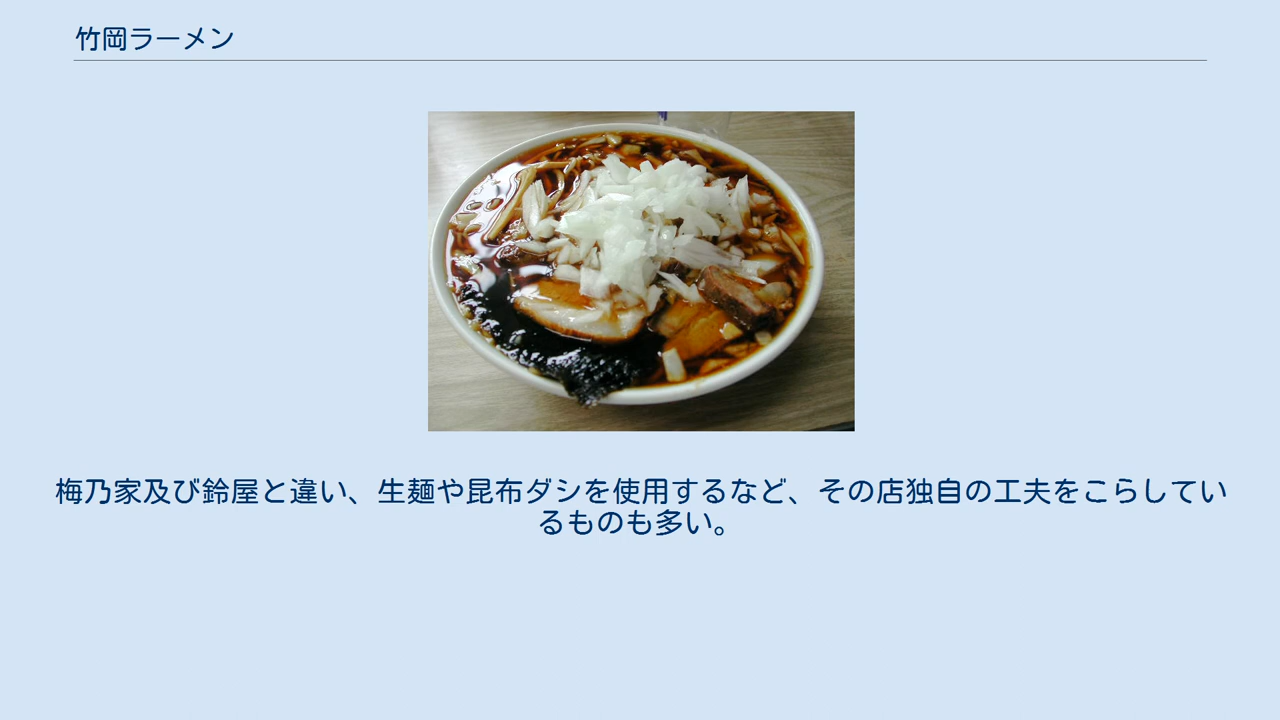 竹岡ラーメン
梅乃家及び鈴屋と違い、生麺や昆布ダシを使用するなど、その店独自の工夫をこらしてい
るものも多い。